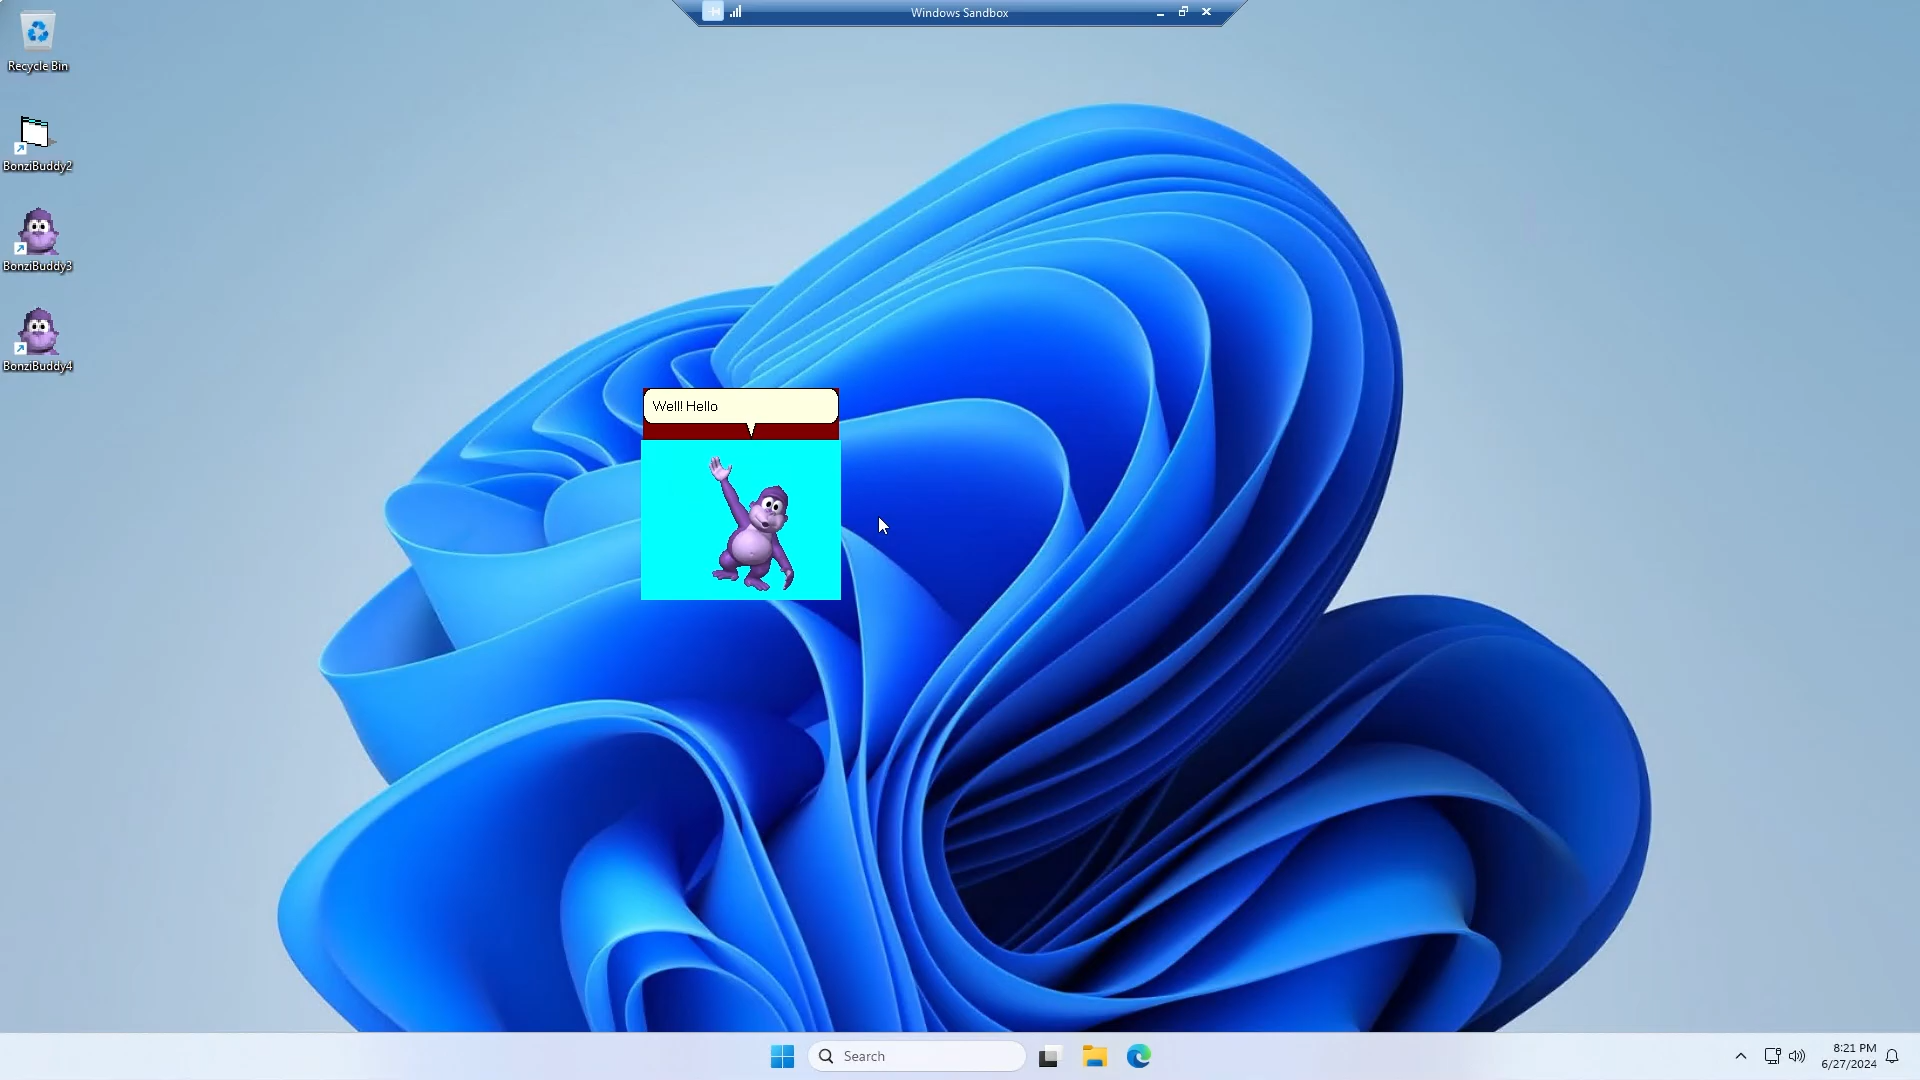 Windows Sandbox
Recycle Bin
BonziBuddy2
BonziBuddy3
BonziBuddy4
Well! Hello
Search
8:21 PM
6/27/2024